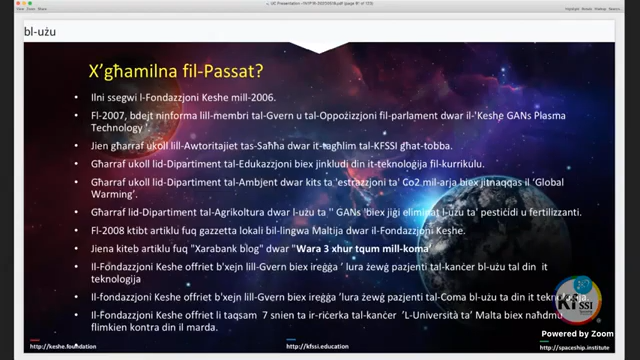 UC Presentation
bl-użu
X'għamilna fil-Passat?
Ilni ssegwi l-Fondazzjoni Keshe mill-2006.
Fl-2007, bdejt ninforma lill-membri tal-Gvern u tal-Oppożizzjoni fil-parlament dwar il-'Keshe GANs Plasma
Technology '
Jien għarraf ukoll lill-Awtoritajiet tas-Saħħa dwar it-tagħlim tal-KFSSI għat-tobba.
Għarraf ukoll lid-Dipartiment tal-Edukazzjoni biex jinkludi din it-teknoloġija fil-kurrikulu.
Għarraf ukoll lid-Dipartiment tal-Ambjent dwar kits ta 'estrazzjoni ta' Co2 mil-arja biex jitnaqqas il 'Global
Warming'.
Għarraf lid-Dipartiment tal-Agrikoltura dwar l-użu ta '' GANs 'biex jiġi eliminat l-użu ta' pestiċidi u fertilizzanti.
Fl-2008 ktibt artiklu fuq gazzetta lokali bil-lingwa Maltija dwar il-Fondazzjoni Keshe.
Jiena kiteb artiklu fuq "Xarabank blog" dwar "Wara 3 xhur tqum mill-koma'
Il-Fondazzjoni Keshe offriet b'xejn lill-Gvern biex ireġġa 'lura żewġ pazjenti tal-kanċer bl-użu tal din it
teknoloġija
Il-fondazzjoni Keshe offriet b'xejn lill-Gvern biex ireġġa 'lura żewġ pazjenti tal-Coma bl-użu ta din it teknoloġija.
Il-Fondazzjoni Keshe offriet li taqsam 7 snien ta ir-riċerka tal-kanċer 'L-Università ta' Malta biex naħdmu
flimkien kontra din il marda.
KFSSI
Powered by Zoom
http://keshe.foundation
http://kfssi.education
http://spaceship.institute